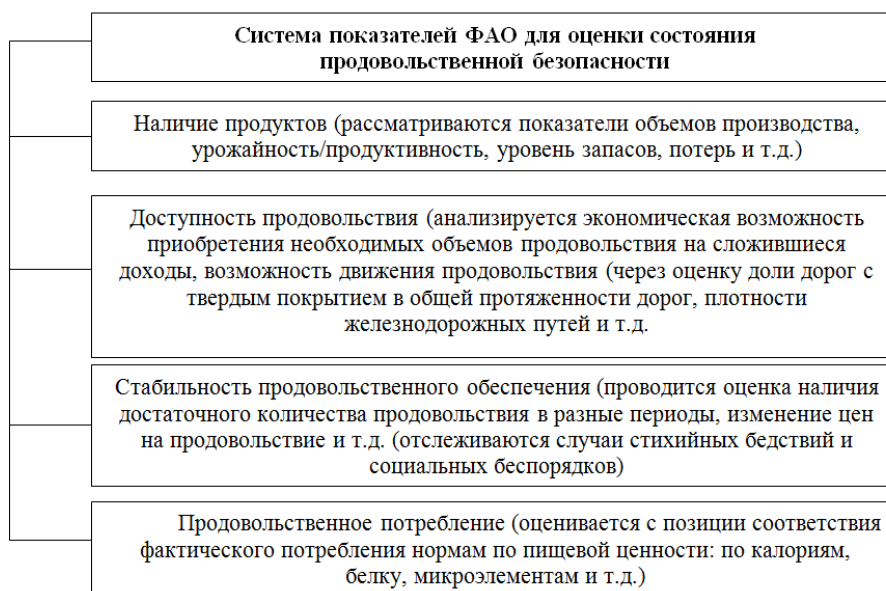 Система показателей ФАО для оценки состояния
продовольственной безопасности
Наличие продуктов (рассматриваются показатели объемов производства,
урожайность/продуктивность, уровень запасов, потерь и т.д.)
Доступность продовольствия (анализируется экономическая возможность
приобретения необходимых объемов продовольствия на сложившиеся
доходы, возможность движения продовольствия (через оценку доли дорог с
твердым покрытием в общей протяженности дорог, плотности
железнодорожных путей и т.д.
Стабильность продовольственного обеспечения (проводится оценка наличия
достаточного количества продовольствия в разные периоды, изменение цен
на продовольствие и т.д. (отслеживаются случаи стихийных бедствий и
социальных беспорядков)
Продовольственное потребление (оценивается с позиции соответствия
фактического потребления нормам по пищевой ценности: по калориям,
белку, микроэлементам и т.д.)